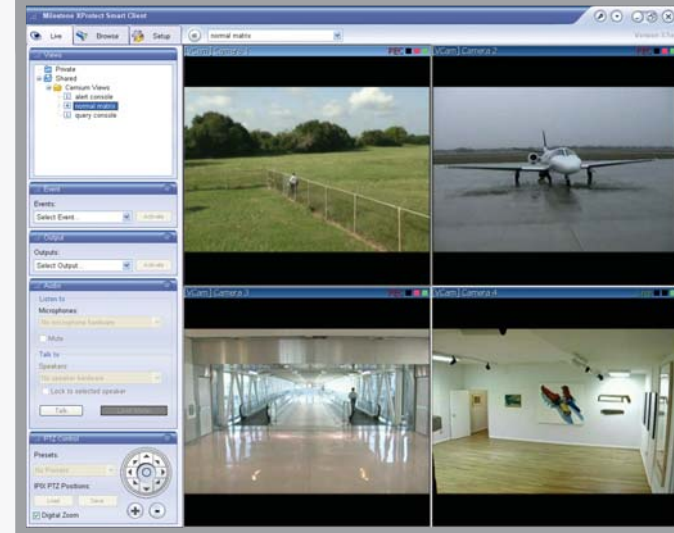 Milestone XProtect Smart Client
Live
Browse
Setup
normal matrix
Views
Private
Shared
Cernium Views
alert console
normal matrix
query console
Event
Events:
Select Event...
Activate
Output
Outputs:
Select Output...
Activate
Audio
Listen to
Microphones:
No microphone hardware
Mute
Talk to
Speakers:
No speaker hardware
Lock to selected speaker
Talk
PTZ Control
Presets:
No Presets
IPIX PTZ Positions:
Load
Save
Digital Zoom
[VCam] Camera 1
REC
[VCam] Camera 2
[VCam] Camera 3
REC
[VCam] Camera 4